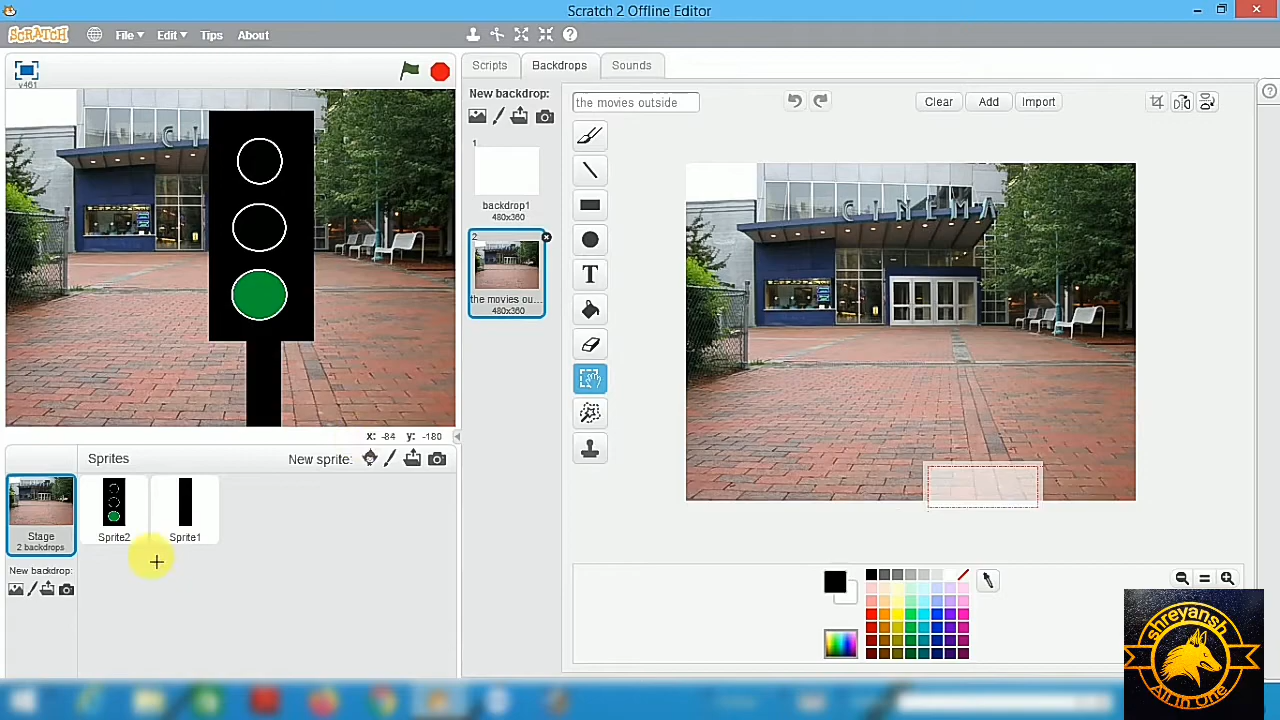 Scratch 2 Offline Editor
SCRATCH File Edit Tips About
v461
Scripts Backdrops Sounds
New backdrop:
the movies outside
Clear Add Import
1
backdrop1
480x360
2
the movies ou...
480x360
CI
CINEMA
T
x: -84 y: -180
Sprites New sprite:
Stage
2 backdrops
Sprite2
Sprite1
New backdrop:
shreyansh
All in One